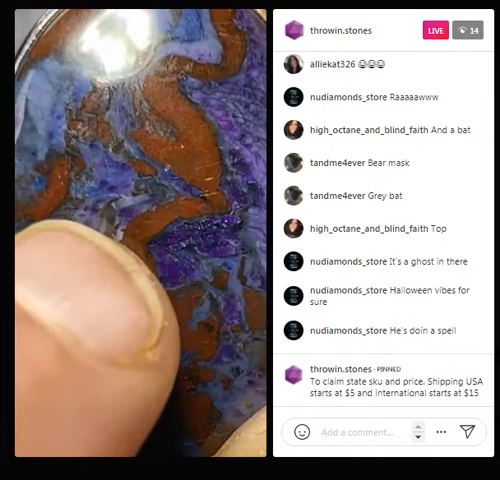 throwin.stones LIVE 14
alliekat326 😂😂😂
nudiamonds_store Raaaaawww
high_octane_and_blind_faith And a bat
tandme4ever Bear mask
tandme4ever Grey bat
high_octane_and_blind_faith Top
nudiamonds_store It's a ghost in there
nudiamonds_store Halloween vibes for
sure
nudiamonds_store He's doin a spell
throwin.stones · PINNED
To claim state sku and price. Shipping USA
starts at $5 and international starts at $15
Add a comment...